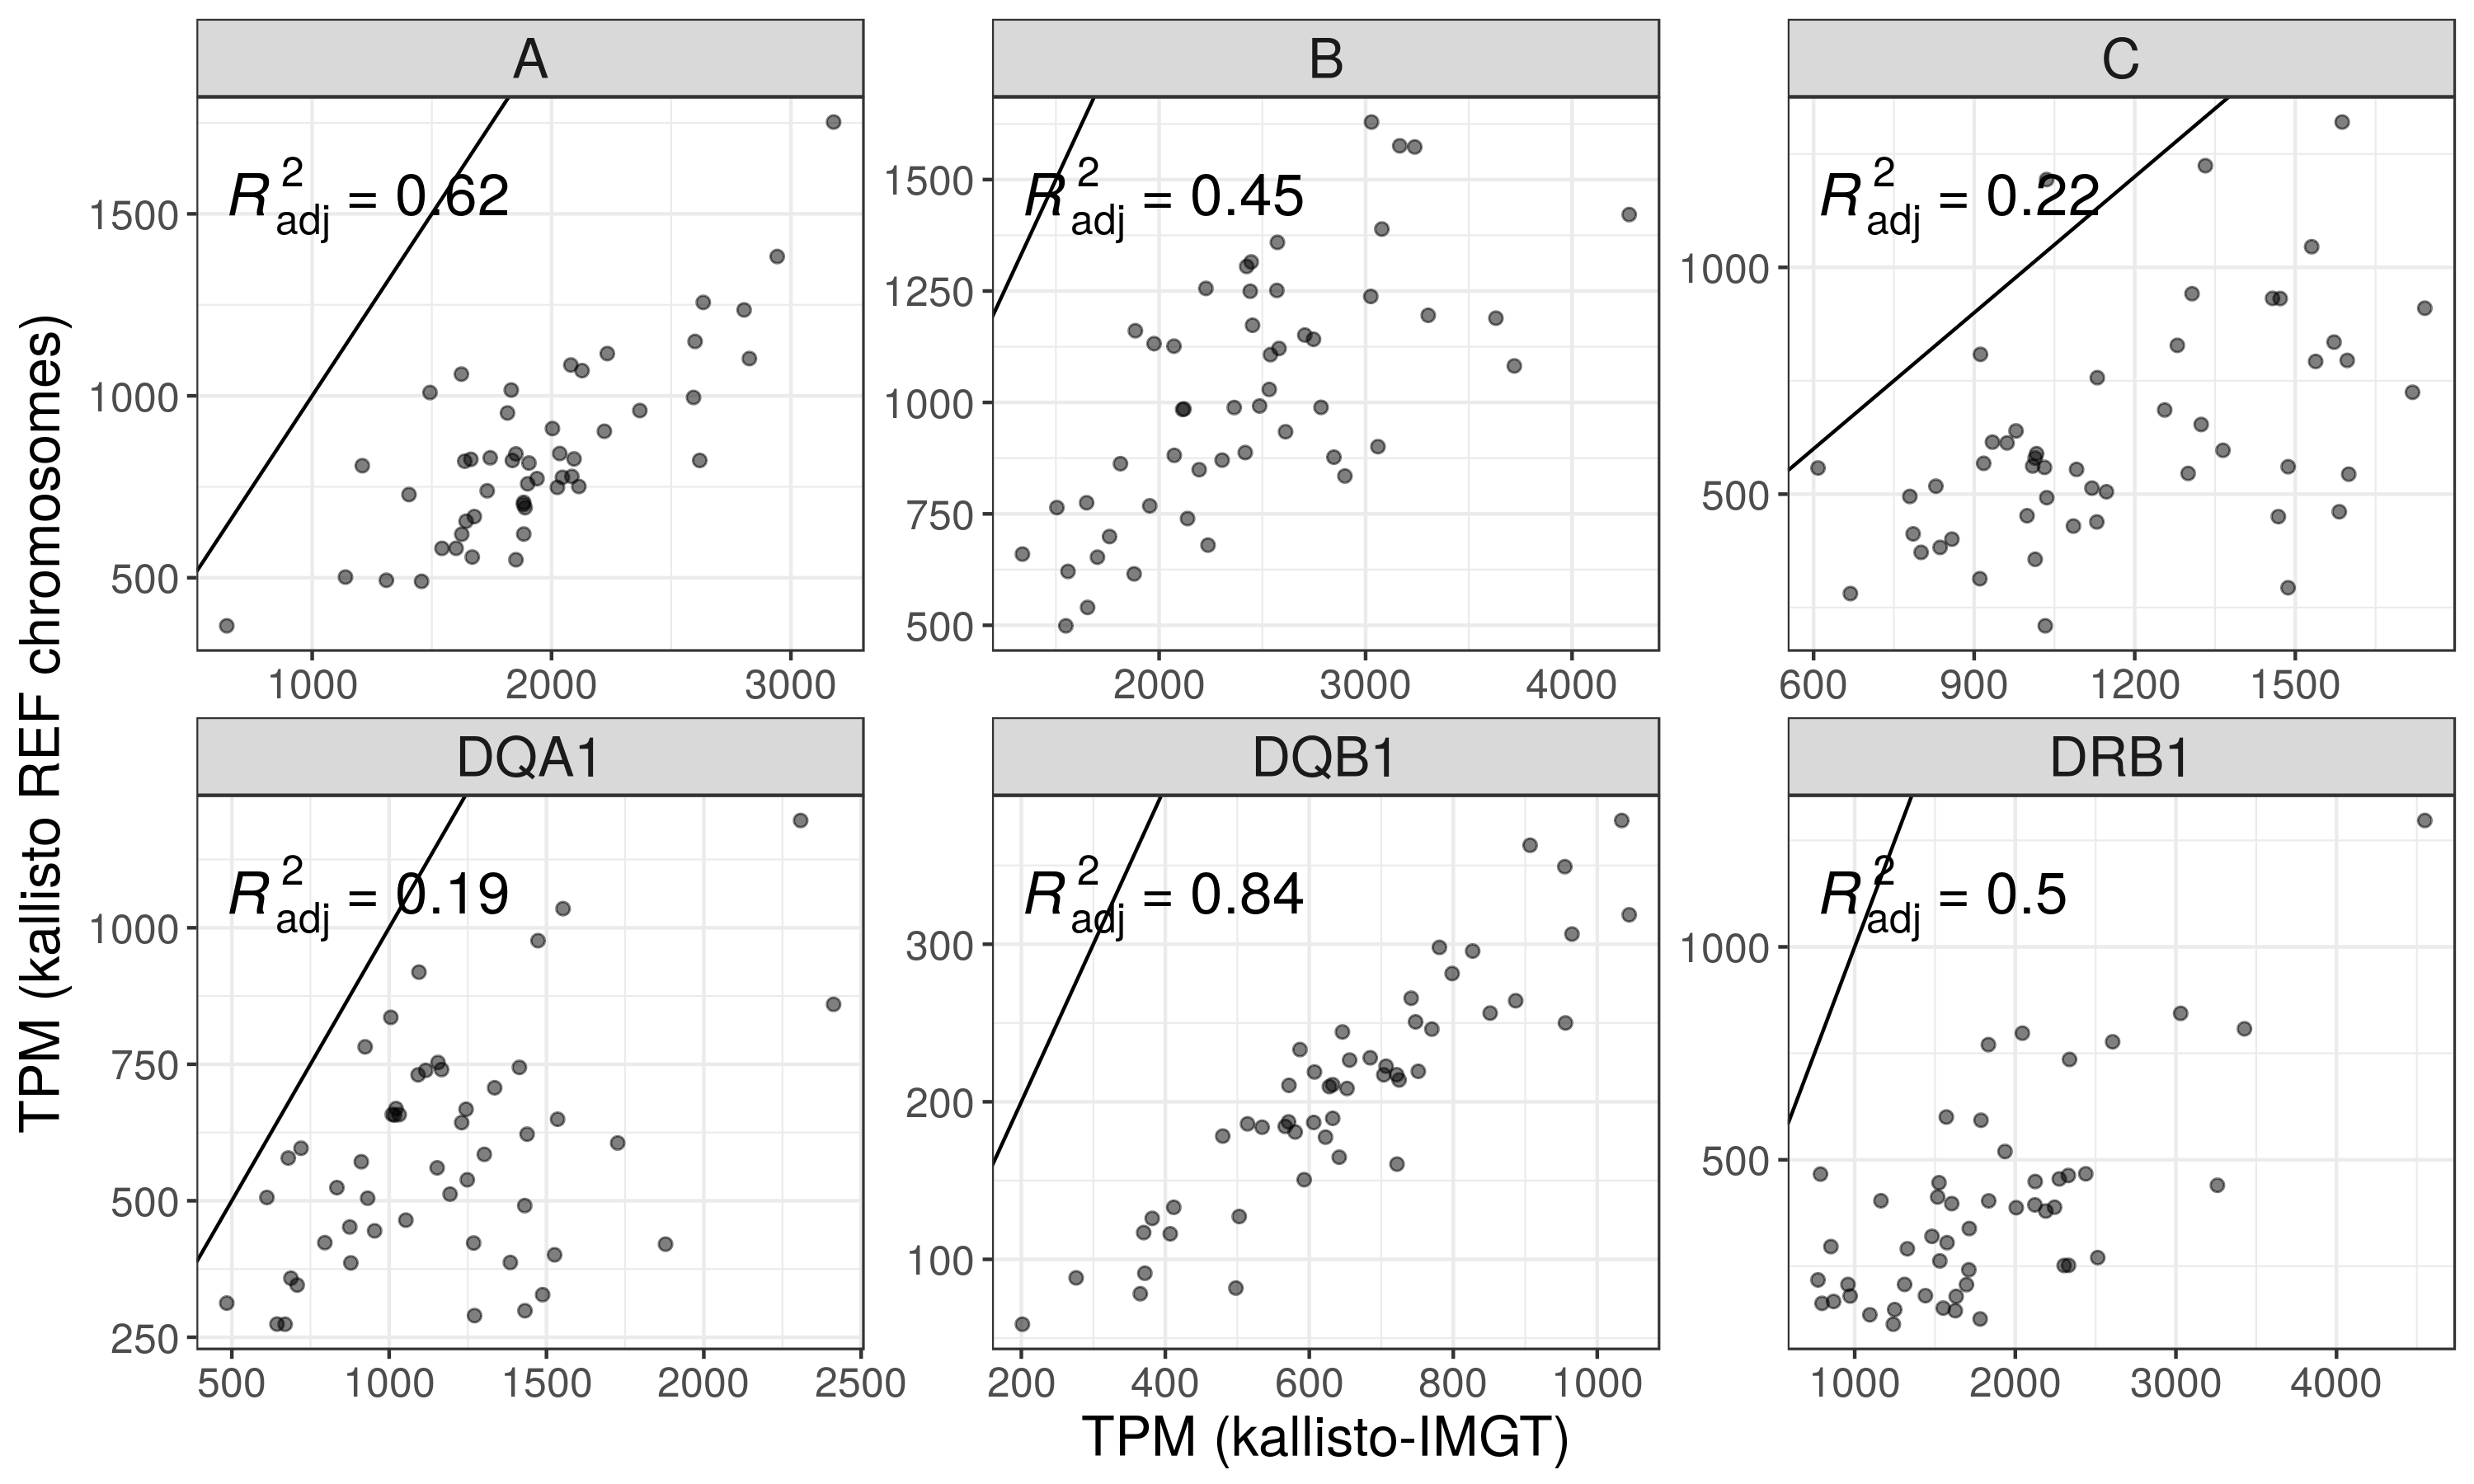 TPM (kallisto REF chromosomes)
A
R²adj = 0.62
1500
1000
500
1000 2000 3000
B
R²adj = 0.45
1500
1250
1000
750
500
2000 3000 4000
C
R²adj = 0.22
1000
500
600 900 1200 1500
DQA1
R²adj = 0.19
1000
750
500
250
500 1000 1500 2000 2500
DQB1
R²adj = 0.84
300
200
100
200 400 600 800 1000
DRB1
R²adj = 0.5
1000
500
1000 2000 3000 4000
TPM (kallisto-IMGT)